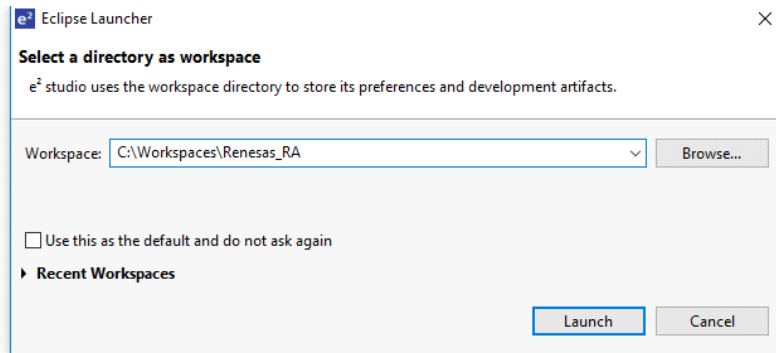 e² Eclipse Launcher
Select a directory as workspace
e² studio uses the workspace directory to store its preferences and development artifacts.
Workspace: C:\Workspaces\Renesas_RA Browse...
Use this as the default and do not ask again
Recent Workspaces
Launch Cancel